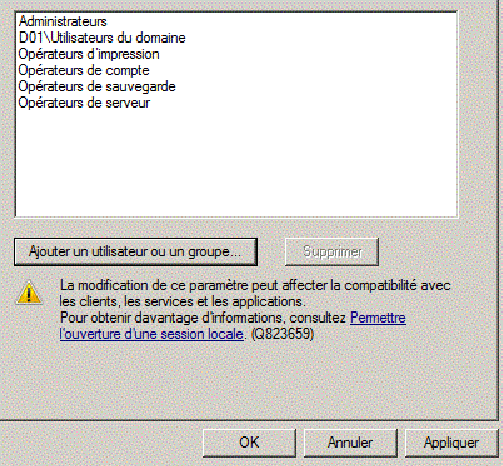 Administrateurs
D01\Utilisateurs du domaine
Opérateurs d'impression
Opérateurs de compte
Opérateurs de sauvegarde
Opérateurs de serveur
Ajouter un utilisateur ou un groupe...
Supprimer
La modification de ce paramètre peut affecter la compatibilité avec
les clients, les services et les applications.
Pour obtenir davantage d'informations, consultez Permettre
l'ouverture d'une session locale. (Q823659)
OK
Annuler
Appliquer